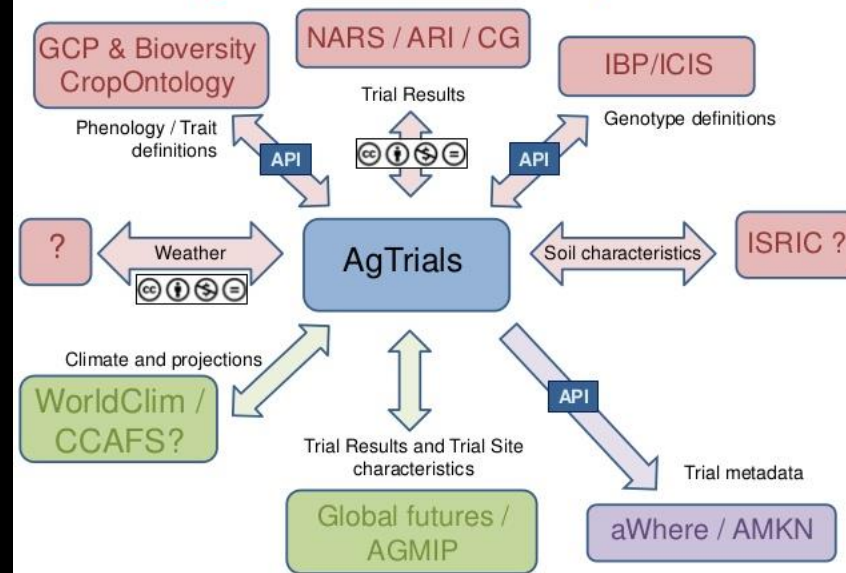 GCP & Bioversity
CropOntology
NARS / ARI / CG
IBP/ICIS
Trial Results
Phenology / Trait
definitions
Genotype definitions
API
cc
API
?
Weather
cc
AgTrials
Soil characteristics
ISRIC ?
Climate and projections
WorldClim /
CCAFS?
API
Trial Results and Trial Site
characteristics
Trial metadata
Global futures /
AGMIP
aWhere / AMKN